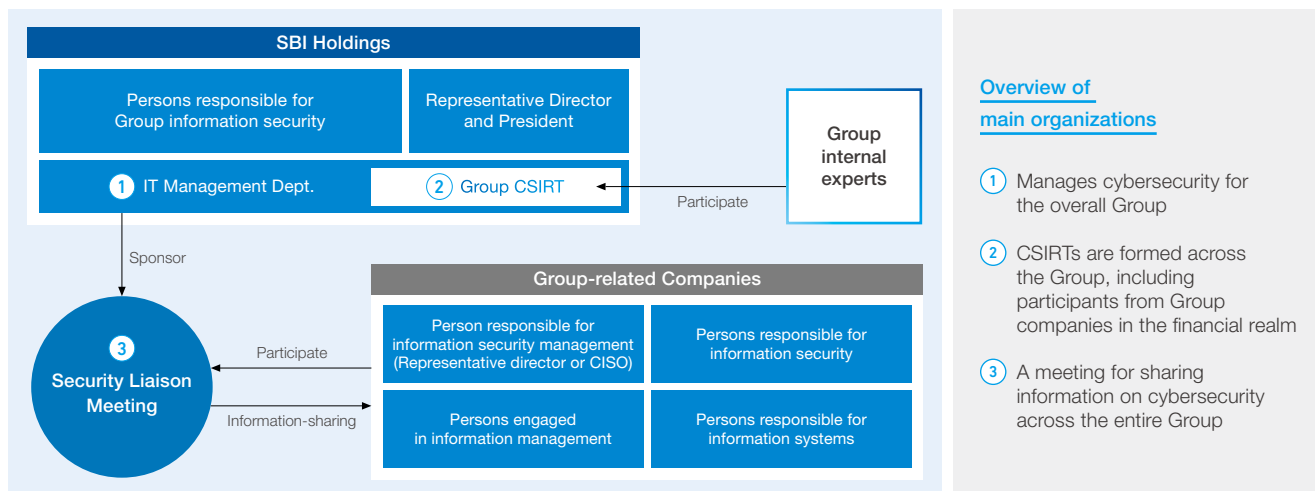 SBI Holdings
Persons responsible for
Group information security
Representative Director
and President
1 IT Management Dept.
2 Group CSIRT
Participate
Group
internal
experts
Sponsor
3
Security Liaison
Meeting
Participate
Information-sharing
Group-related Companies
Person responsible for
information security management
(Representative director or CISO)
Persons responsible for
information security
Persons engaged
in information management
Persons responsible for
information systems
Overview of
main organizations
1 Manages cybersecurity for
the overall Group
2 CSIRTs are formed across
the Group, including
participants from Group
companies in the financial realm
3 A meeting for sharing
information on cybersecurity
across the entire Group